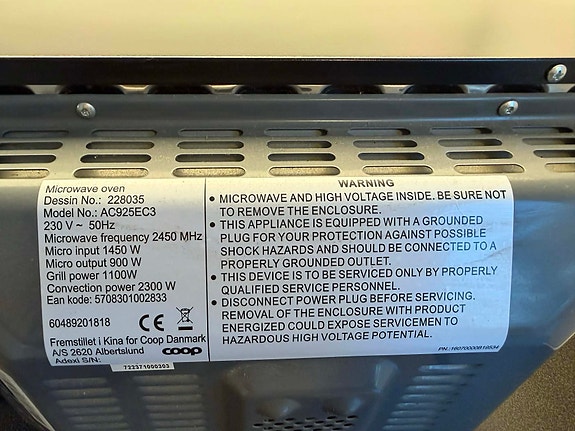 Microwave oven
Dessin No.: 228035
Model No.: AC925EC3
230 V ~ 50Hz
Microwave frequency 2450 MHz
Micro input 1450 W
Micro output 900 W
Grill power 1100W
Convection power 2300 W
Ean kode: 5708301002833
60489201818
CE
Fremstillet i Kina for Coop Danmark
A/S 2620 Albertslund
coop
Adexi S/N:
722371000303
WARNING
• MICROWAVE AND HIGH VOLTAGE INSIDE. BE SURE NOT
TO REMOVE THE ENCLOSURE.
• THIS APPLIANCE IS EQUIPPED WITH A GROUNDED
PLUG FOR YOUR PROTECTION AGAINST POSSIBLE
SHOCK HAZARDS AND SHOULD BE CONNECTED TO A
PROPERLY GROUNDED OUTLET.
• THIS DEVICE IS TO BE SERVICED ONLY BY PROPERLY
QUALIFIED SERVICE PERSONNEL.
• DISCONNECT POWER PLUG BEFORE SERVICING.
REMOVAL OF THE ENCLOSURE WITH PRODUCT
ENERGIZED COULD EXPOSE SERVICEMEN TO
HAZARDOUS HIGH VOLTAGE POTENTIAL.